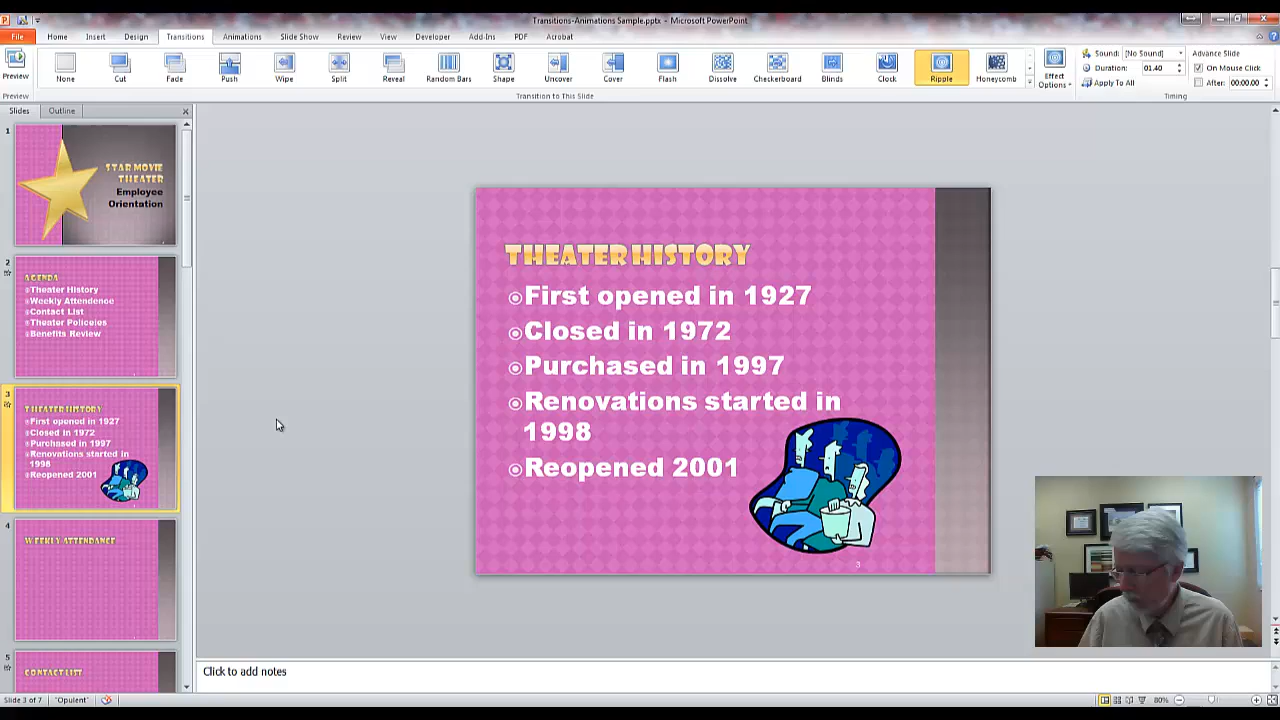 Transitions-Animations Sample.pptx - Microsoft PowerPoint
File Home Insert Design Transitions Animations Slide Show Review View Developer Add-Ins PDF Acrobat
Preview
None Cut Fade Push Wipe Split Reveal Random Bars Shape Uncover Cover Flash Dissolve Checkerboard Blinds Clock Ripple Honeycomb
Effect Options
Sound: [No Sound]
Duration: 01.40
Apply To All
Advance Slide
On Mouse Click
After: 00:00.00
Preview
Transition to This Slide
Timing
Slides Outline
1
STAR MOVIE
THEATER
Employee
Orientation
2
AGENDA
Theater History
Weekly Attendence
Contact List
Theater Policeies
Benefits Review
3
THEATER HISTORY
First opened in 1927
Closed in 1972
Purchased in 1997
Renovations started in
1998
Reopened 2001
4
WEEKLY ATTENDANCE
5
CONTACT LIST
THEATER HISTORY
First opened in 1927
Closed in 1972
Purchased in 1997
Renovations started in
1998
Reopened 2001
3
Click to add notes
Slide 3 of 7
"Opulent"
80%